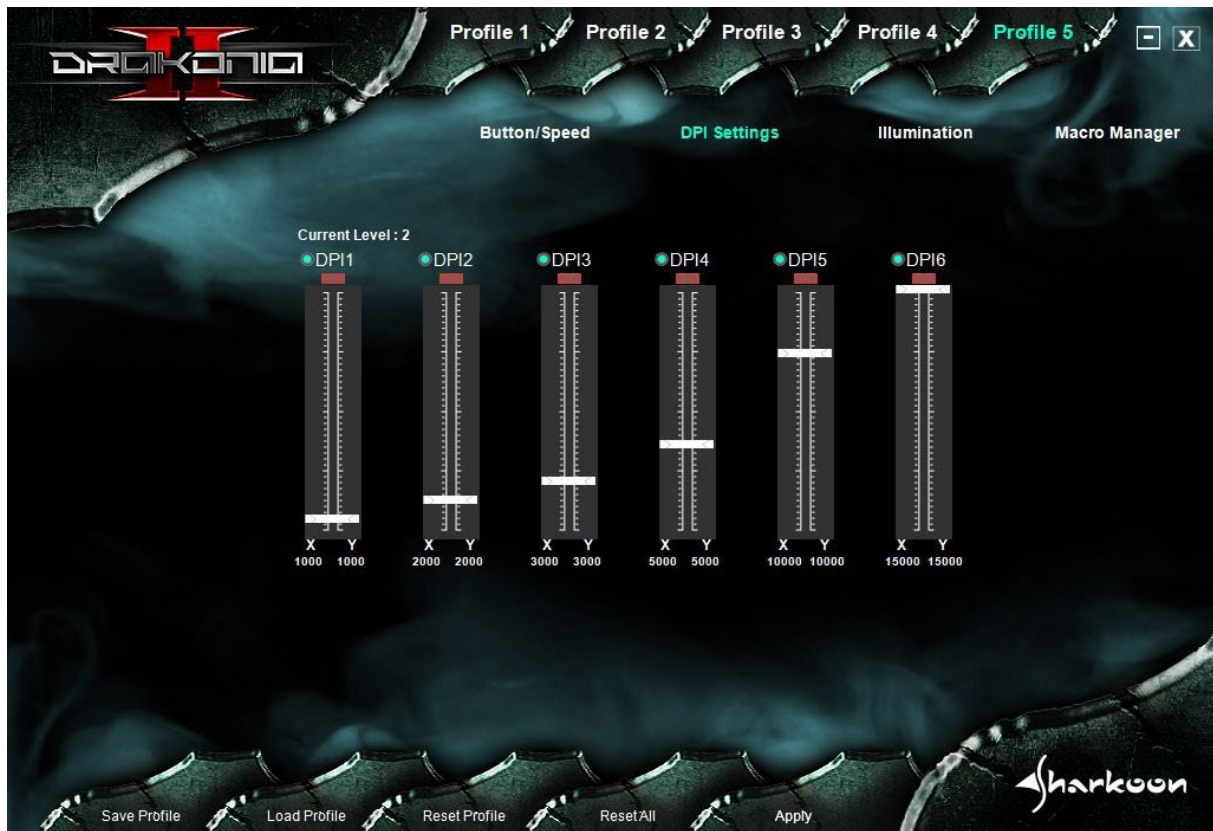 Profile 1 Profile 2 Profile 3 Profile 4 Profile 5 - X
DRAKONIA II
Button/Speed DPI Settings Illumination Macro Manager
Current Level : 2
DPI1 DPI2 DPI3 DPI4 DPI5 DPI6
X Y X Y X Y X Y X Y X Y
1000 1000 2000 2000 3000 3000 5000 5000 10000 10000 15000 15000
Sharkoon
Save Profile Load Profile Reset Profile Reset All Apply